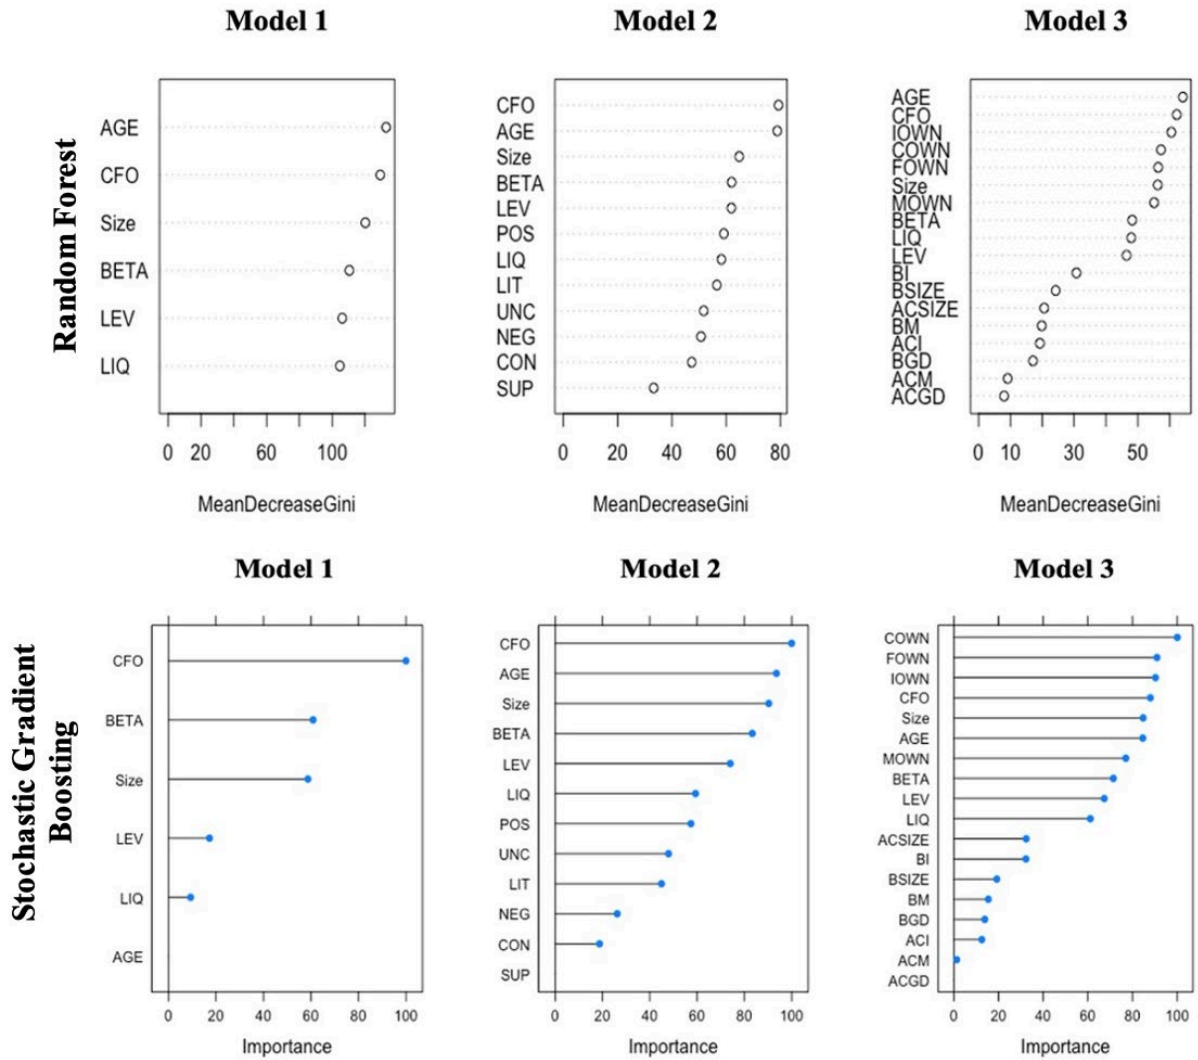 Model 1
Model 2
Model 3
Random Forest
AGE
CFO
Size
BETA
LEV
LIQ
0 20 60 100
MeanDecreaseGini
CFO
AGE
Size
BETA
LEV
POS
LIQ
LIT
UNC
NEG
CON
SUP
0 20 40 60 80
MeanDecreaseGini
AGE
CFO
IOWN
COWN
FOWN
Size
MOWN
BETA
LIQ
LEV
BI
BSIZE
ACSIZE
BM
ACI
BGD
ACM
ACGD
0 10 30 50
MeanDecreaseGini
Model 1
Model 2
Model 3
Stochastic Gradient
Boosting
CFO
BETA
Size
LEV
LIQ
AGE
0 20 40 60 80 100
Importance
CFO
AGE
Size
BETA
LEV
LIQ
POS
UNC
LIT
NEG
CON
SUP
0 20 40 60 80 100
Importance
COWN
FOWN
IOWN
CFO
Size
AGE
MOWN
BETA
LEV
LIQ
ACSIZE
BI
BSIZE
BM
BGD
ACI
ACM
ACGD
0 20 40 60 80 100
Importance